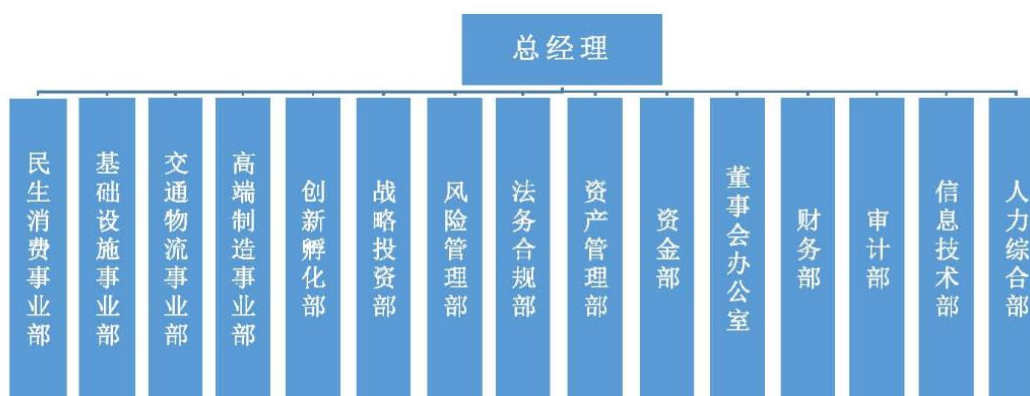 总经理
民生消费事业部
基础设施事业部
交通物流事业部
高端制造事业部
创新孵化部
战略投资部
风险管理部
法务合规部
资产管理部
资金部
董事会办公室
财务部
审计部
信息技术部
人力综合部